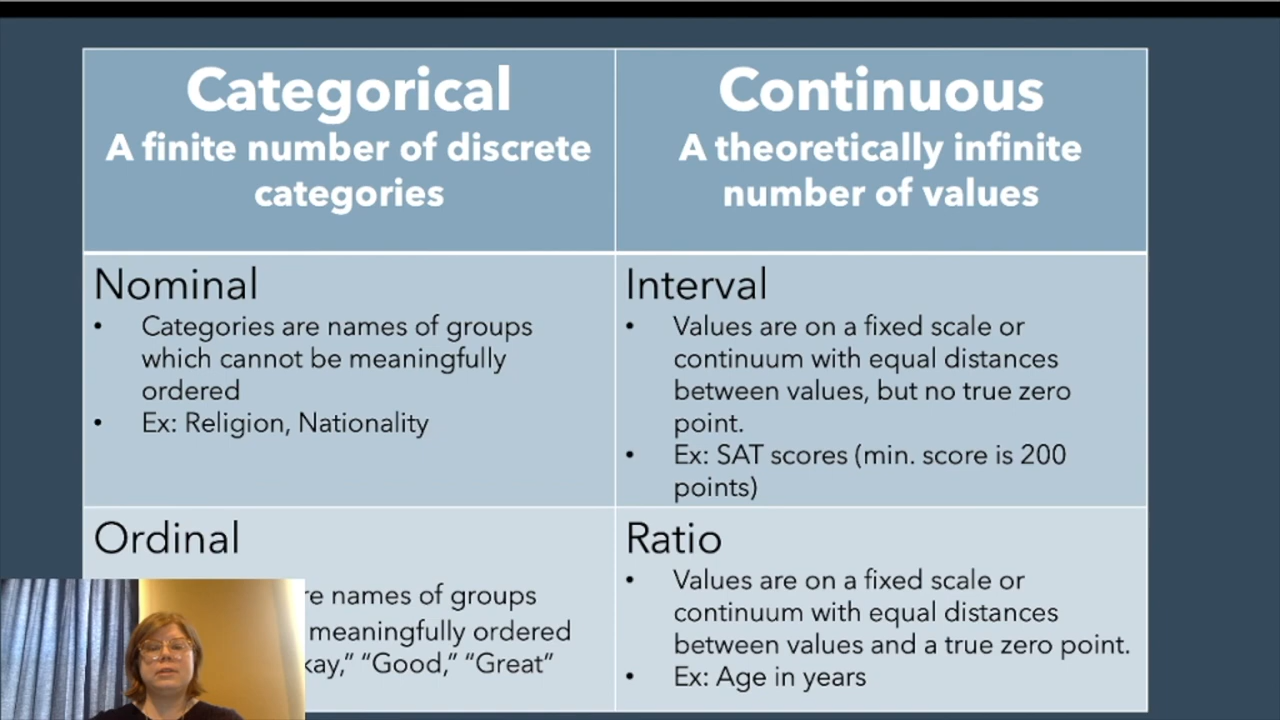 Categorical
A finite number of discrete
categories
Continuous
A theoretically infinite
number of values
Nominal
• Categories are names of groups
which cannot be meaningfully
ordered
• Ex: Religion, Nationality
Interval
• Values are on a fixed scale or
continuum with equal distances
between values, but no true zero
point.
• Ex: SAT scores (min. score is 200
points)
Ordinal
names of groups
meaningfully ordered
“Good,” “Great”
Ratio
• Values are on a fixed scale or
continuum with equal distances
between values and a true zero point.
• Ex: Age in years